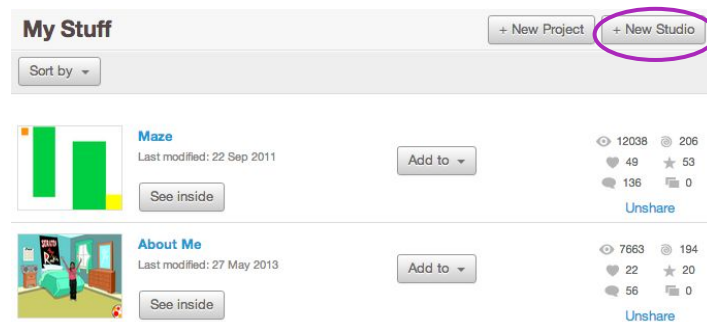 My Stuff
+ New Project
+ New Studio
Sort by
Maze
Last modified: 22 Sep 2011
See inside
Add to
12038 206
49 53
136 0
Unshare
About Me
Last modified: 27 May 2013
See inside
Add to
7663 194
22 20
56 0
Unshare